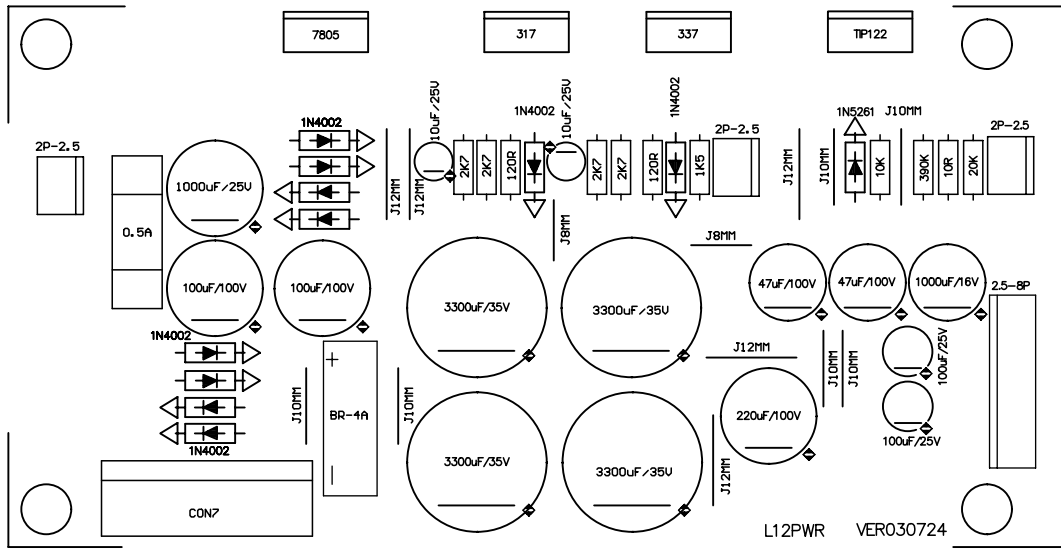 7805
317
337
TIP122
1N4002
10uF/25V
1N4002
10uF/25V
1N4002
1N5261
J10MM
2P-2.5
2P-2.5
2P-2.5
1000uF/25V
J12MM
J12MM
2K7
2K7
120R
2K7
2K7
120R
1K5
J12MM
J10MM
10K
390K
10R
20K
0.5A
J8MM
J8MM
100uF/100V
100uF/100V
3300uF/35V
3300uF/35V
47uF/100V
47uF/100V
1000uF/16V
2.5-8P
1N4002
J12MM
J10MM
J10MM
100uF/25V
+
J10MM
BR-4A
J10MM
220uF/100V
100uF/25V
1N4002
3300uF/35V
3300uF/35V
J12MM
CON7
L12PWR VER030724